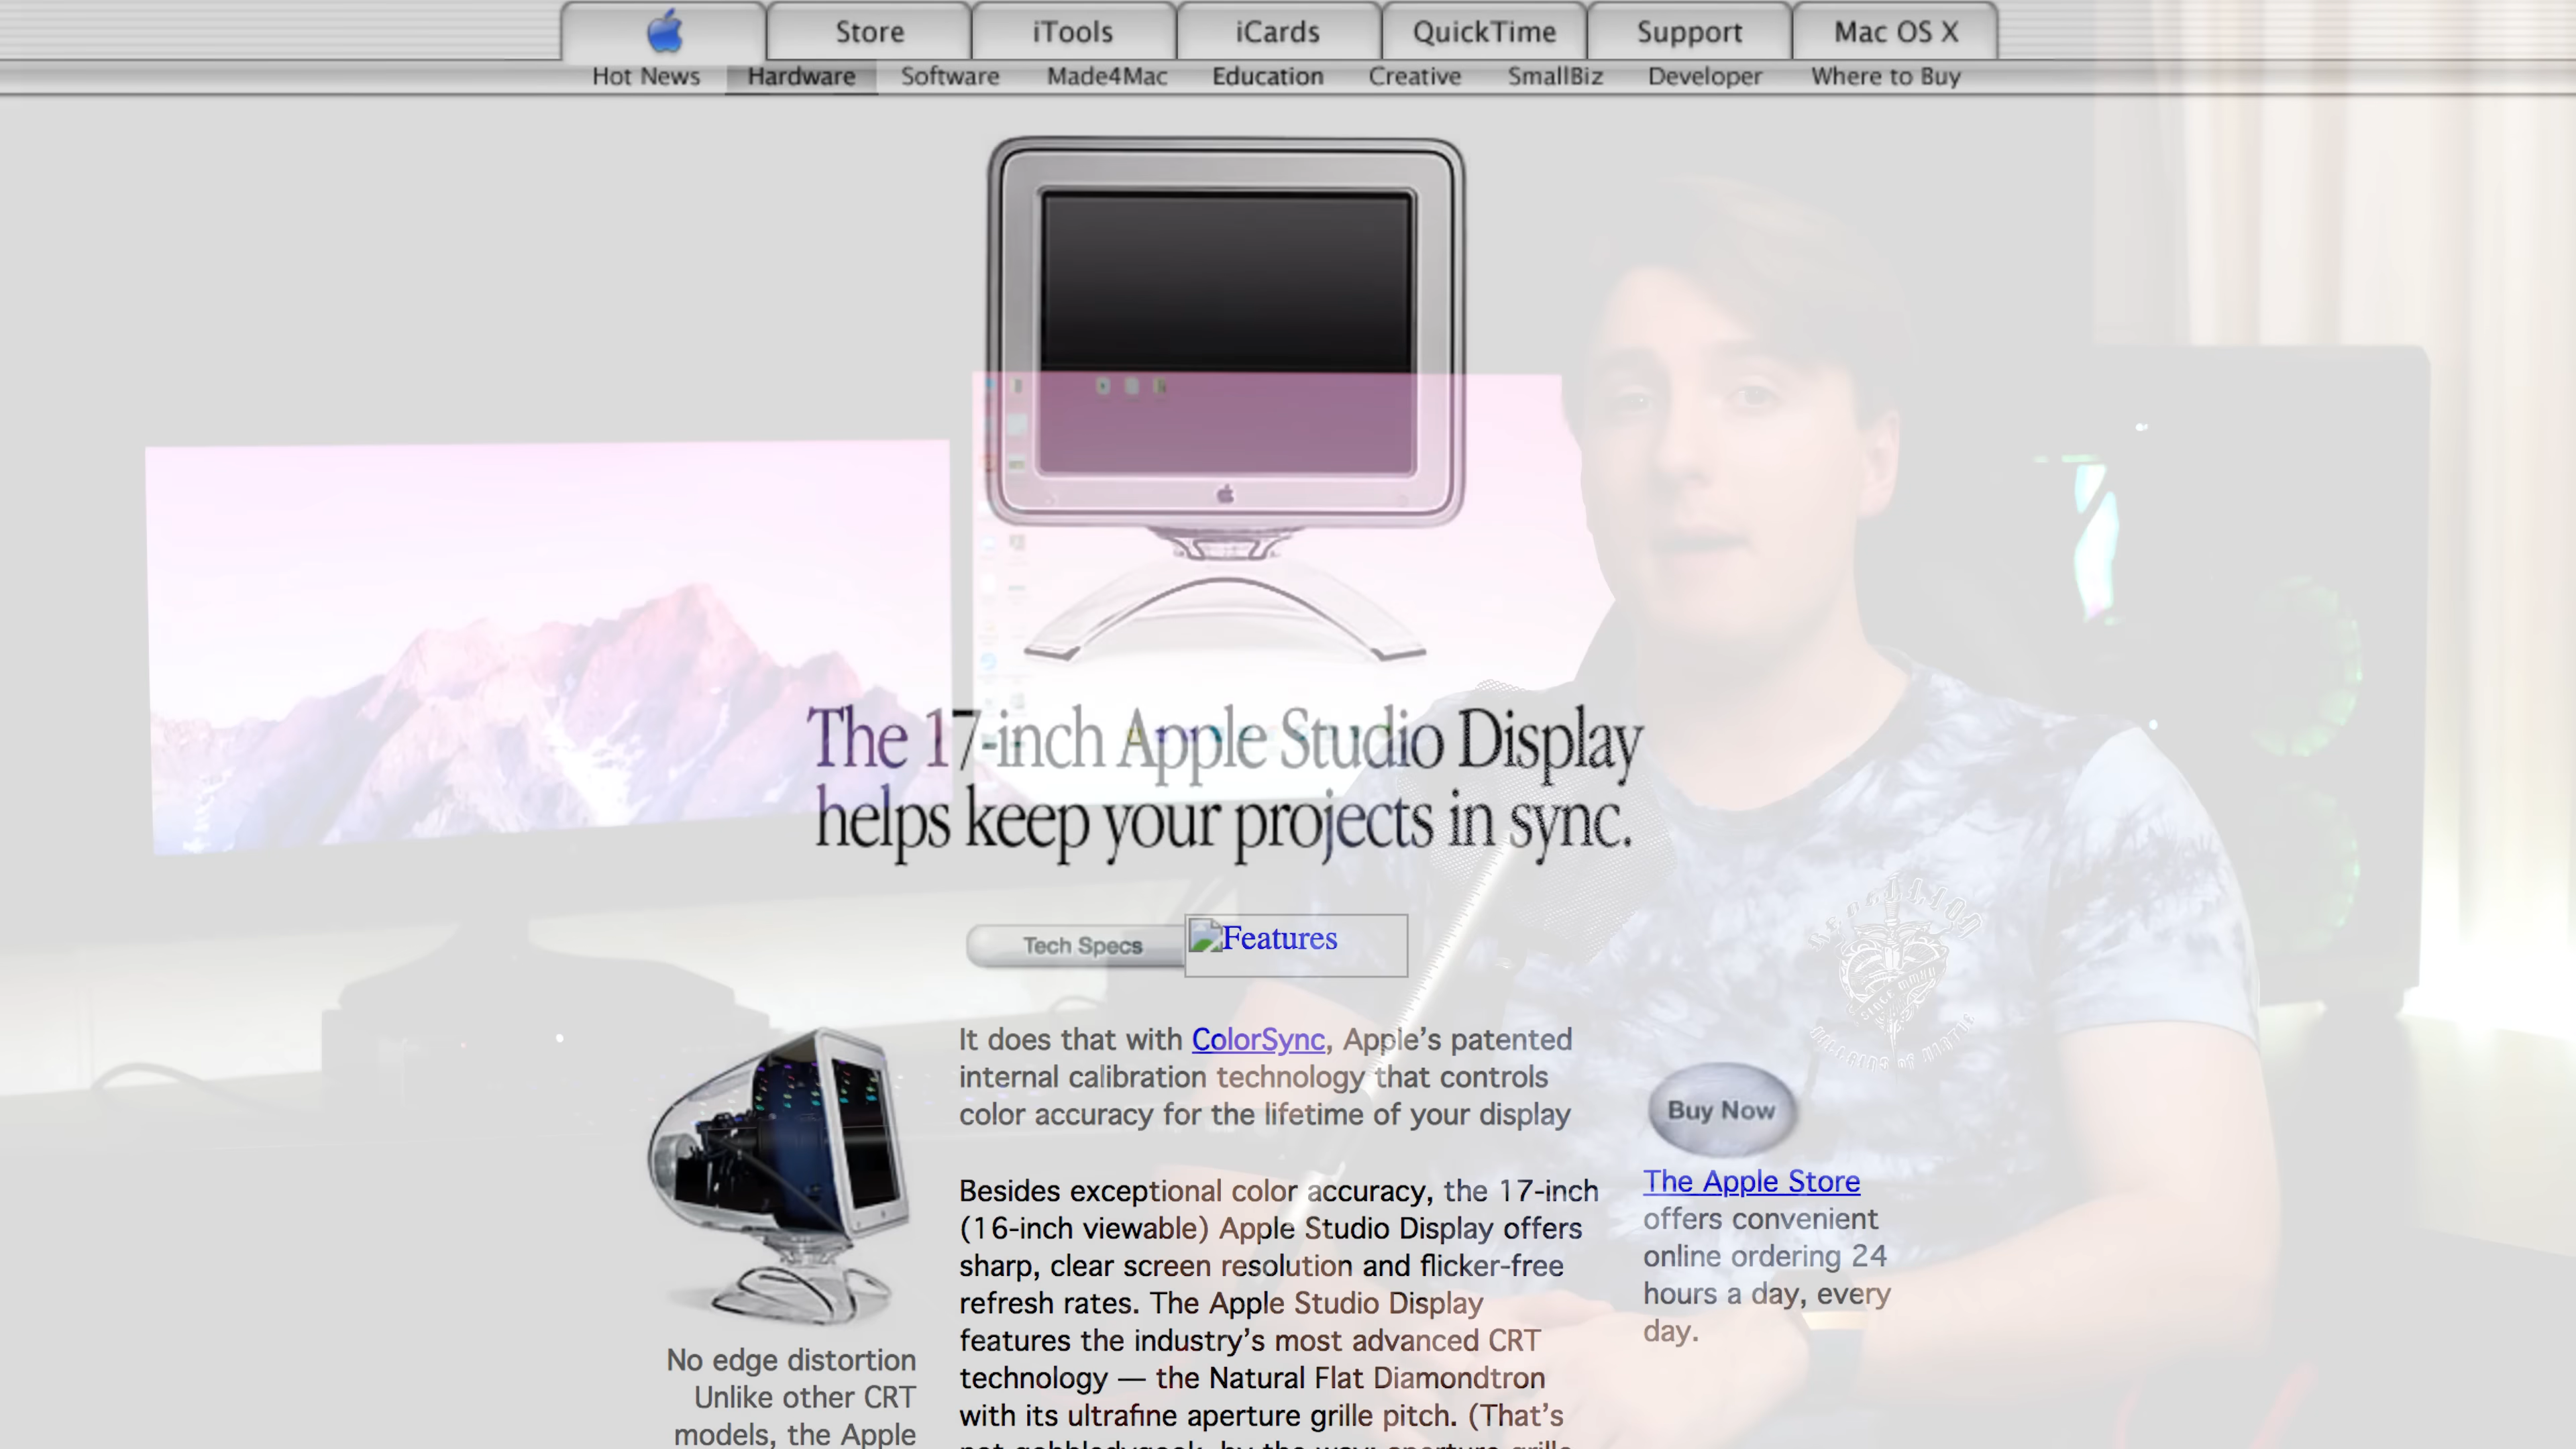 Store iTools iCards QuickTime Support Mac OS X
Hot News Hardware Software Made4Mac Education Creative SmallBiz Developer Where to Buy
The 17-inch Apple Studio Display
helps keep your projects in sync.
Tech Specs Features
It does that with ColorSync, Apple’s patented
internal calibration technology that controls
color accuracy for the lifetime of your display
Besides exceptional color accuracy, the 17-inch
(16-inch viewable) Apple Studio Display offers
sharp, clear screen resolution and flicker-free
refresh rates. The Apple Studio Display
features the industry’s most advanced CRT
technology — the Natural Flat Diamondtron
with its ultrafine aperture grille pitch. (That’s
No edge distortion
Unlike other CRT
models, the Apple
Buy Now
The Apple Store
offers convenient
online ordering 24
hours a day, every
day.